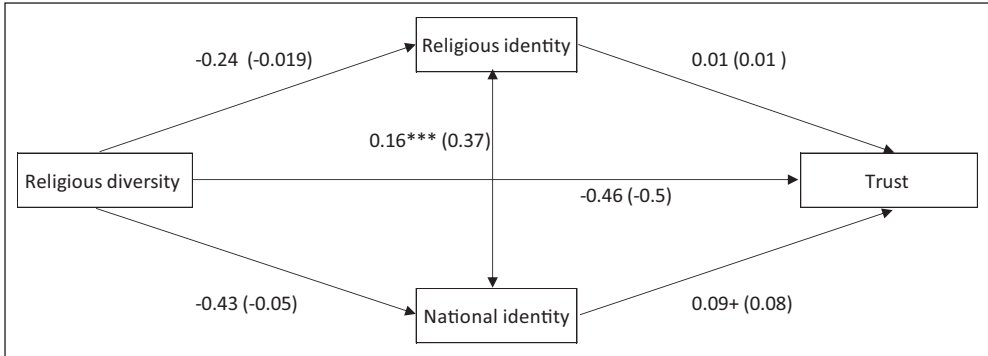 Religious identity
-0.24 (-0.019)
0.01 (0.01 )
0.16*** (0.37)
Religious diversity
Trust
-0.46 (-0.5)
-0.43 (-0.05)
National identity
0.09+ (0.08)